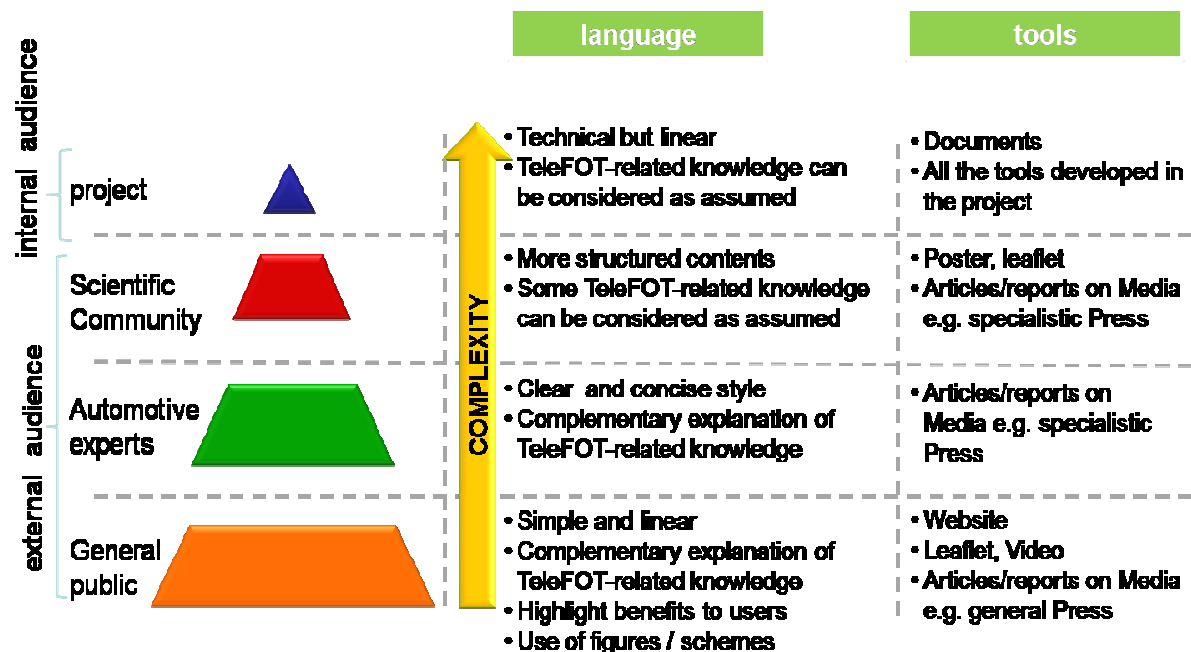 language
tools
internal audience
project
• Technical but linear
• TeleFOT-related knowledge can
be considered as assumed
• Documents
• All the tools developed in
the project
external audience
Scientific
Community
• More structured contents
• Some TeleFOT-related knowledge
can be considered as assumed
• Poster, leaflet
• Articles/reports on Media
e.g. specialistic Press
COMPLEXITY
Automotive
experts
• Clear and concise style
• Complementary explanation of
TeleFOT-related knowledge
• Articles/reports on
Media e.g. specialistic
Press
General
public
• Simple and linear
• Complementary explanation of
TeleFOT-related knowledge
• Highlight benefits to users
• Use of figures / schemes
• Website
• Leaflet, Video
• Articles/reports on Media
e.g. general Press